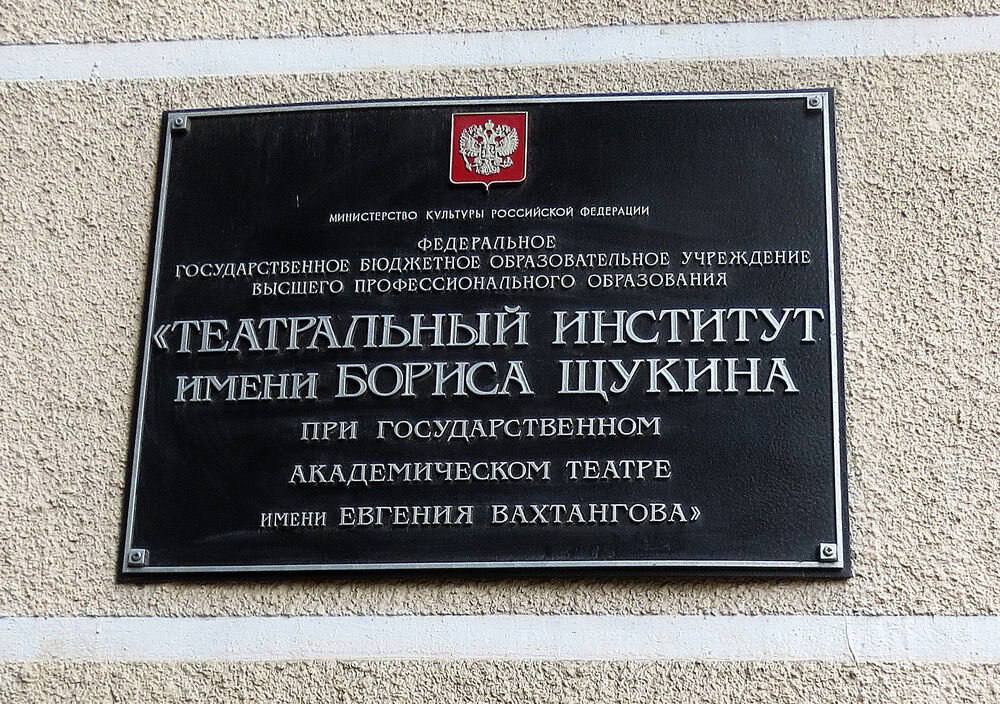 МИНИСТЕРСТВО КУЛЬТУРЫ РОССИЙСКОЙ ФЕДЕРАЦИИ
ФЕДЕРАЛЬНОЕ
ГОСУДАРСТВЕННОЕ БЮДЖЕТНОЕ ОБРАЗОВАТЕЛЬНОЕ УЧРЕЖДЕНИЕ
ВЫСШЕГО ПРОФЕССИОНАЛЬНОГО ОБРАЗОВАНИЯ
«ТЕАТРАЛЬНЫЙ ИНСТИТУТ
ИМЕНИ БОРИСА ЩУКИНА
ПРИ ГОСУДАРСТВЕННОМ
АКАДЕМИЧЕСКОМ ТЕАТРЕ
ИМЕНИ ЕВГЕНИЯ ВАХТАНГОВА»